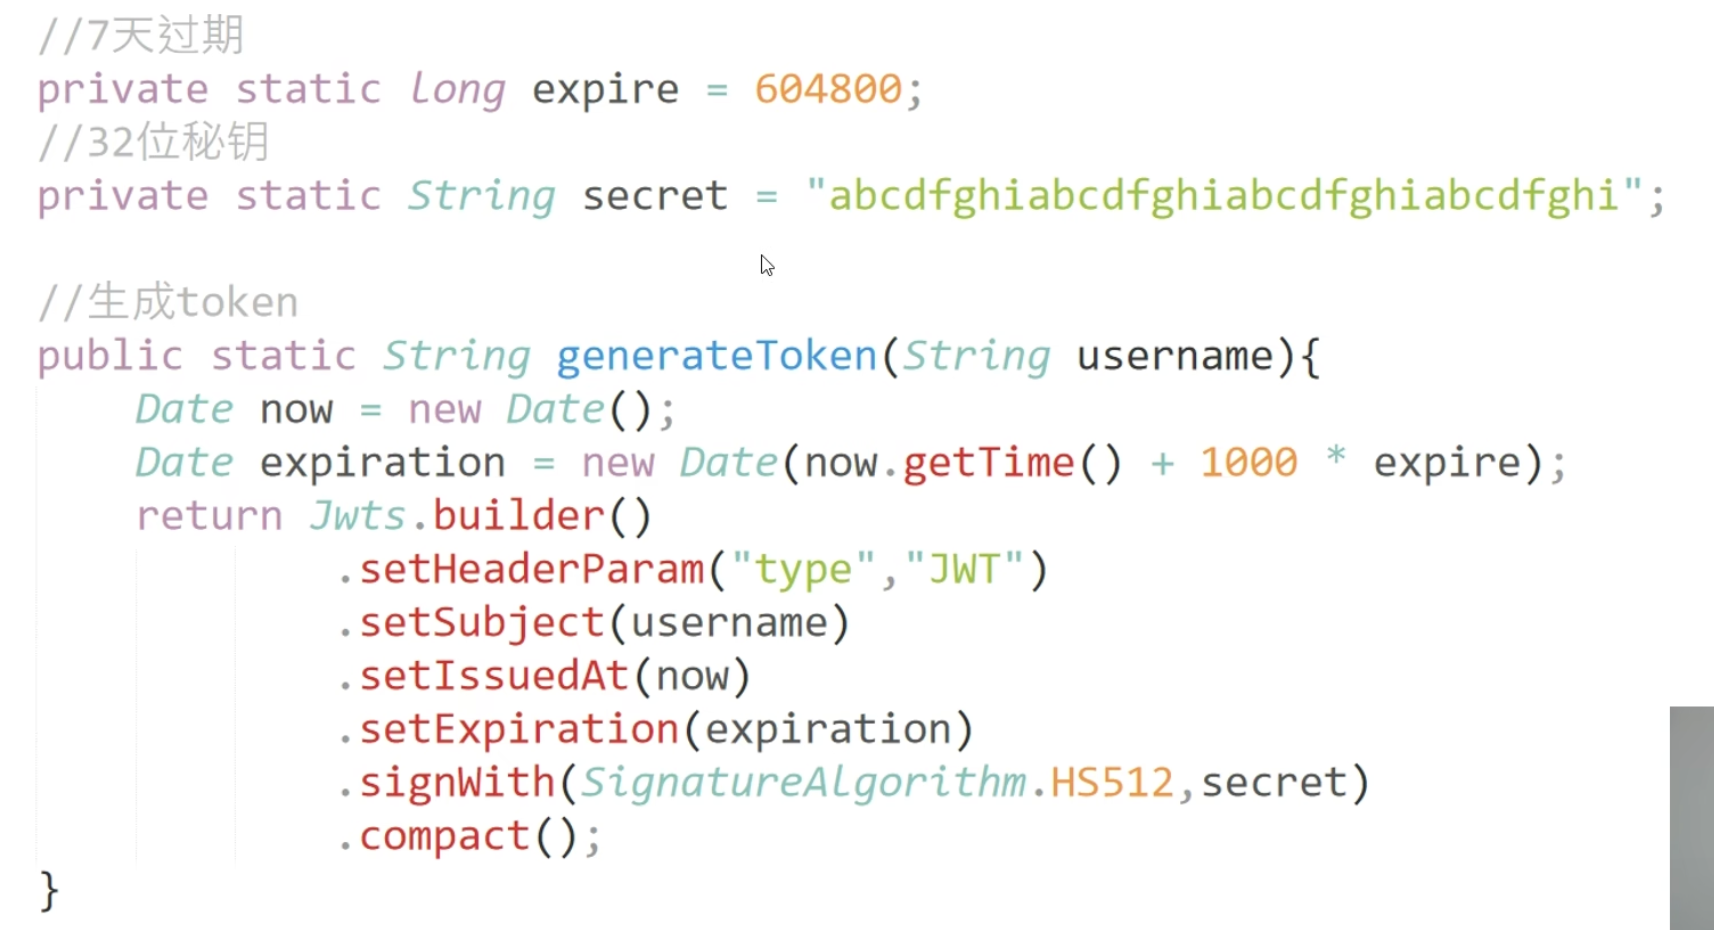 //7天过期
private static long expire = 604800;
//32位秘钥
private static String secret = "abcdfghiabcdfghiabcdfghiabcdfghi";
//生成token
public static String generateToken(String username){
Date now = new Date();
Date expiration = new Date(now.getTime() + 1000 * expire);
return Jwts.builder()
.setHeaderParam("type","JWT")
.setSubject(username)
.setIssuedAt(now)
.setExpiration(expiration)
.signWith(SignatureAlgorithm.HS512,secret)
.compact();
}